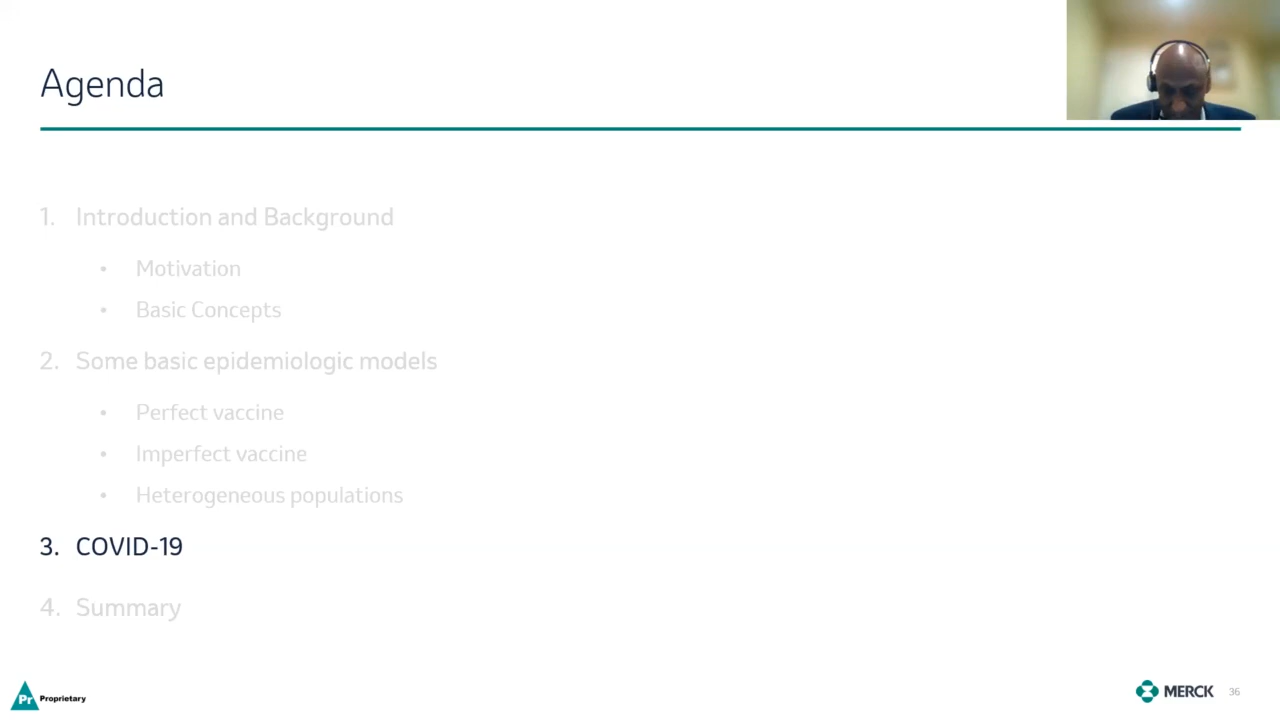 Agenda
1. Introduction and Background
• Motivation
• Basic Concepts
2. Some basic epidemiologic models
• Perfect vaccine
• Imperfect vaccine
• Heterogeneous populations
3. COVID-19
4. Summary
Pr Proprietary
MERCK 36